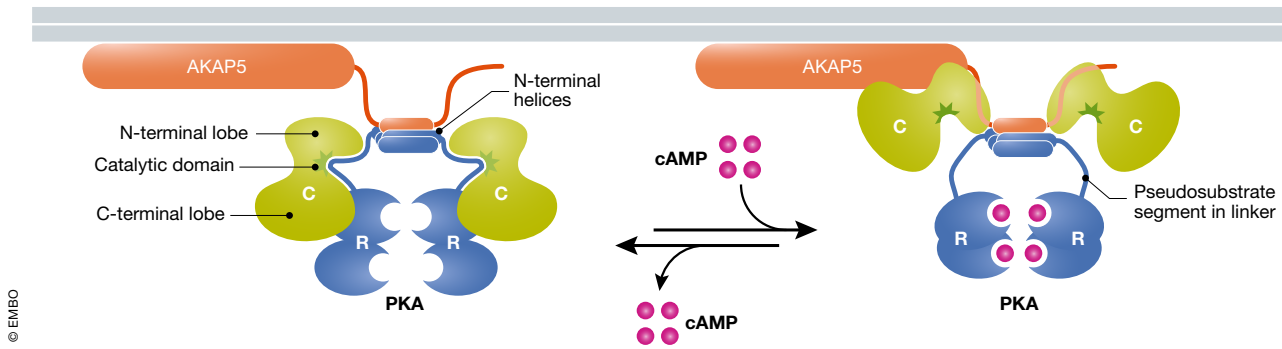 AKAP5
N-terminal
helices
N-terminal lobe
Catalytic domain
C
C
C-terminal lobe
R
R
PKA
cAMP
cAMP
AKAP5
C
C
Pseudosubstrate
segment in linker
R
R
PKA
© EMBO